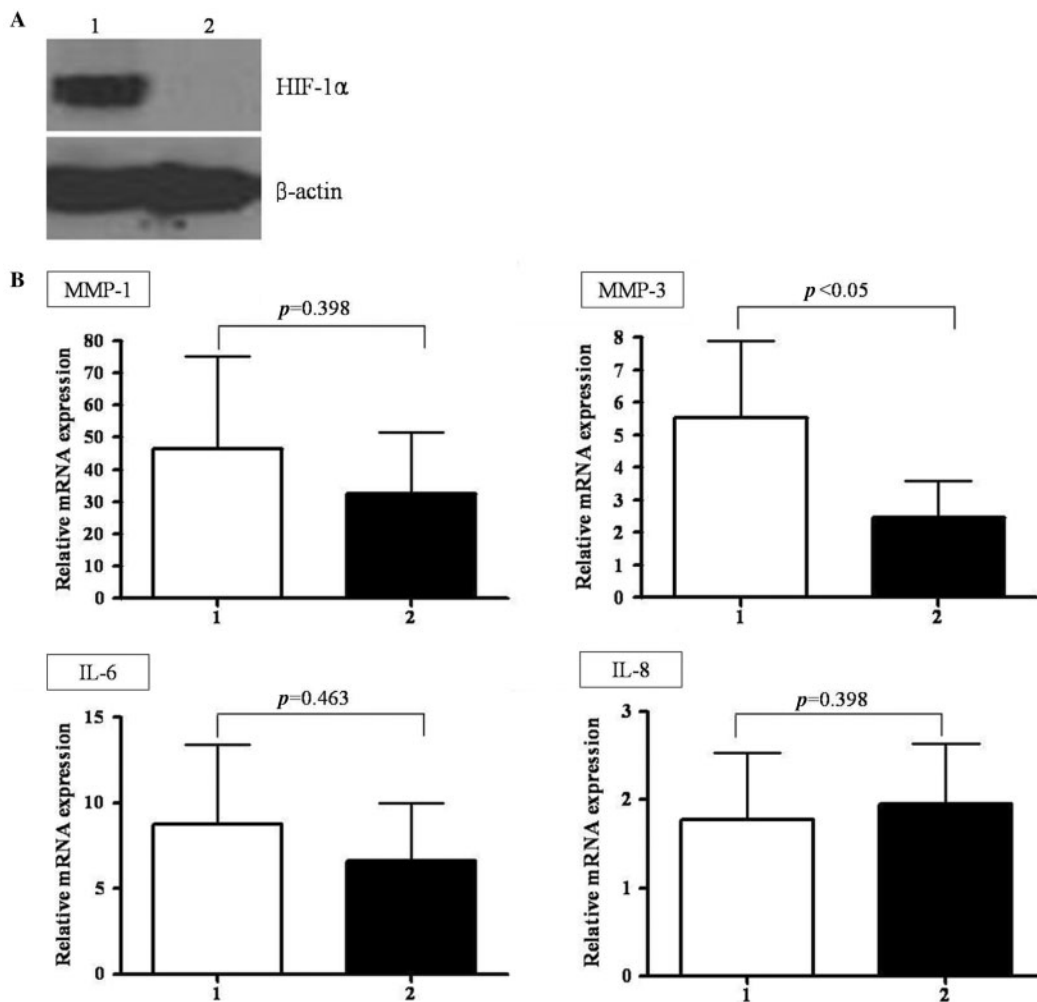 A
1 2
HIF-1α
β-actin
B
MMP-1
p=0.398
Relative mRNA expression
80
70
60
50
40
30
20
10
0
1 2
MMP-3
p<0.05
Relative mRNA expression
8
7
6
5
4
3
2
1
0
1 2
IL-6
p=0.463
Relative mRNA expression
15
10
5
0
1 2
IL-8
p=0.398
Relative mRNA expression
3
2
1
0
1 2